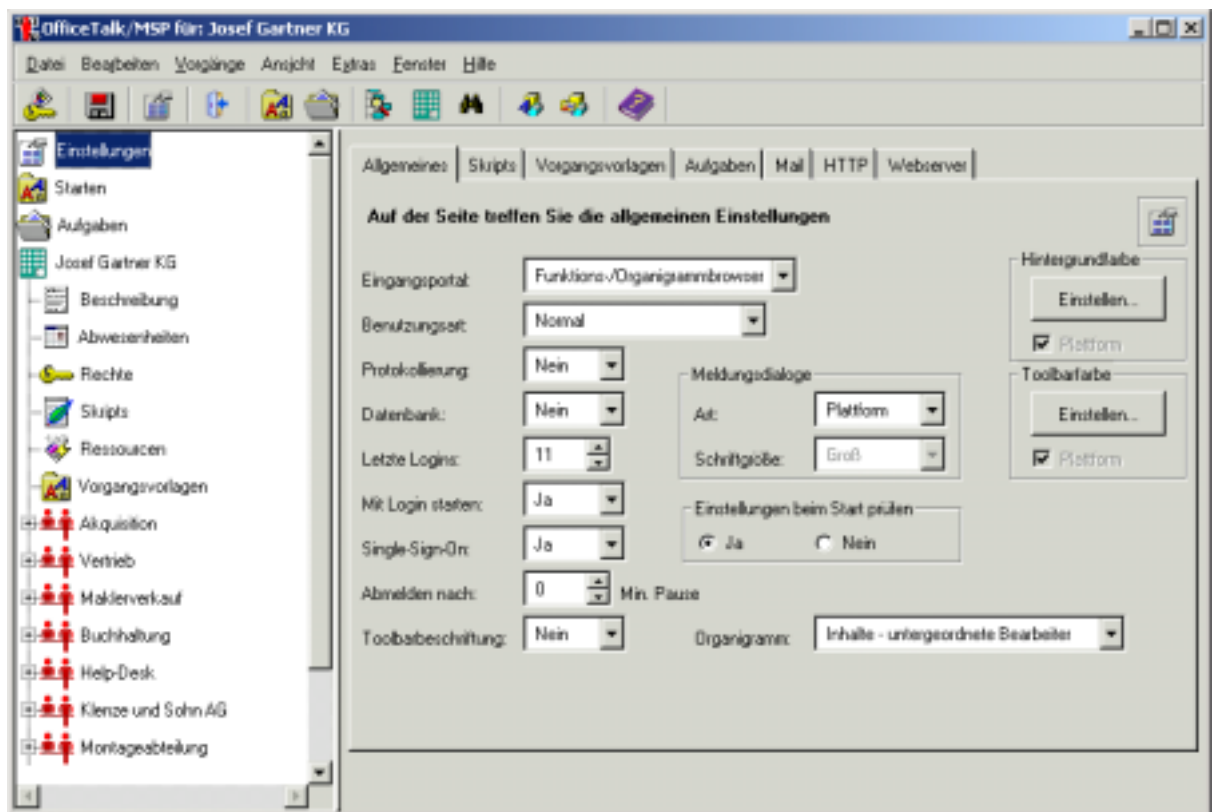 OfficeTalk/MSP für: Josef Gartner KG
Datei Bearbeiten Vorgänge Ansicht Extras Fenster Hilfe
Einstellungen
Starten
Aufgaben
Josef Gartner KG
Beschreibung
Abwesenheiten
Rechte
Skripts
Ressourcen
Vorgangsvorlagen
Akquisition
Vertrieb
Maklerverkauf
Buchhaltung
Help-Desk
Klenze und Sohn AG
Montageabteilung
Allgemeines Skripts Vorgangsvorlagen Aufgaben Mail HTTP Webserver
Auf der Seite treffen Sie die allgemeinen Einstellungen
Eingangsportal: Funktions-/Organigrammbrowser
Benutzungsart: Normal
Protokollierung: Nein
Datenbank: Nein
Letzte Logins: 11
Mit Login starten: Ja
Single-Sign-On: Ja
Abmelden nach: 0 Min. Pause
Toolbarbeschriftung: Nein
Meldungsdialoge
Art: Plattform
Schriftgröße: Groß
Einstellungen beim Start prüfen
Ja Nein
Organigramm: Inhalte - untergeordnete Bearbeiter
Hintergrundfarbe
Einstellen...
Plattform
Toolbarfarbe
Einstellen...
Plattform